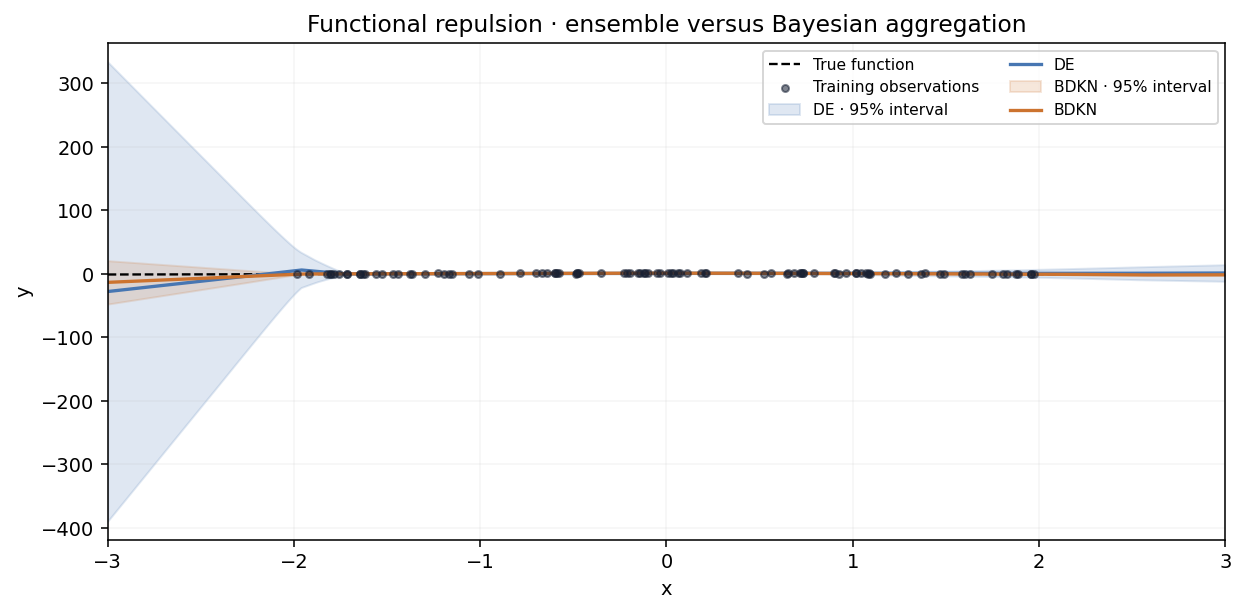 Functional repulsion · ensemble versus Bayesian aggregation
True function
Training observations
DE · 95% interval
DE
BDKN · 95% interval
BDKN
y
300
200
100
0
−100
−200
−300
−400
−3
−2
−1
0
1
2
3
x